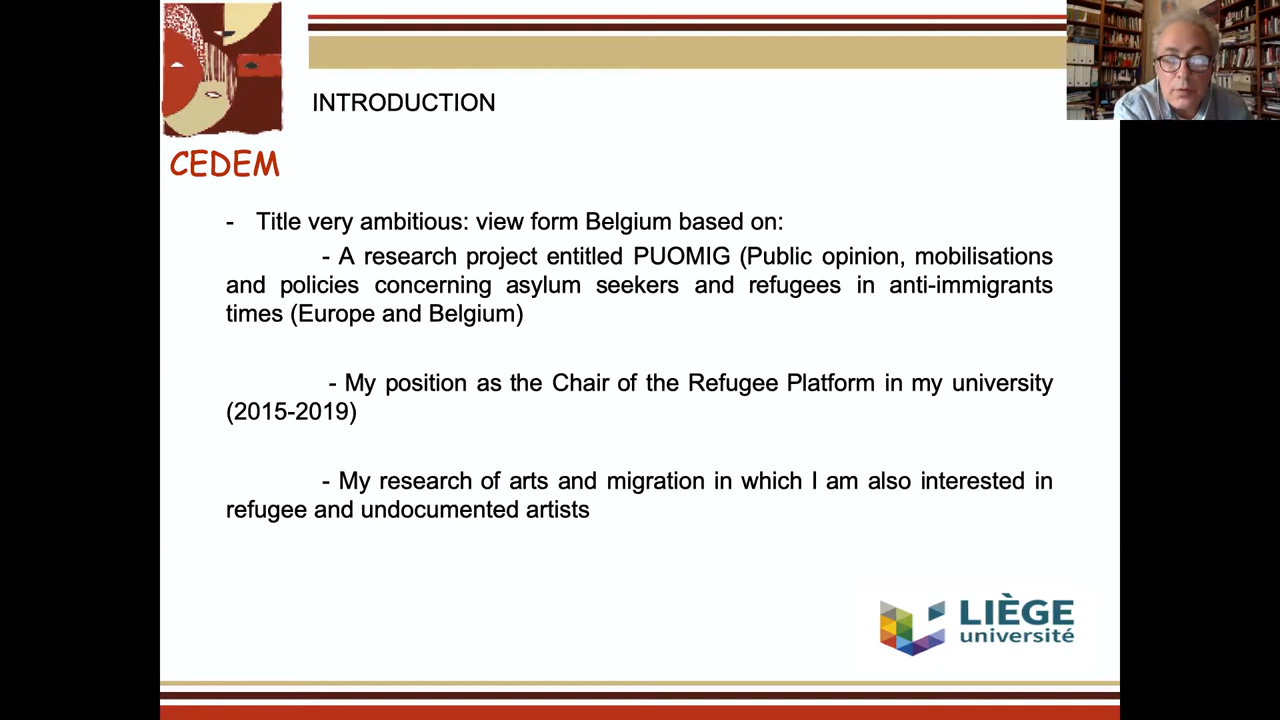 INTRODUCTION
CEDEM
- Title very ambitious: view form Belgium based on:
- A research project entitled PUOMIG (Public opinion, mobilisations
and policies concerning asylum seekers and refugees in anti-immigrants
times (Europe and Belgium)
- My position as the Chair of the Refugee Platform in my university
(2015-2019)
- My research of arts and migration in which I am also interested in
refugee and undocumented artists
LIÈGE
université